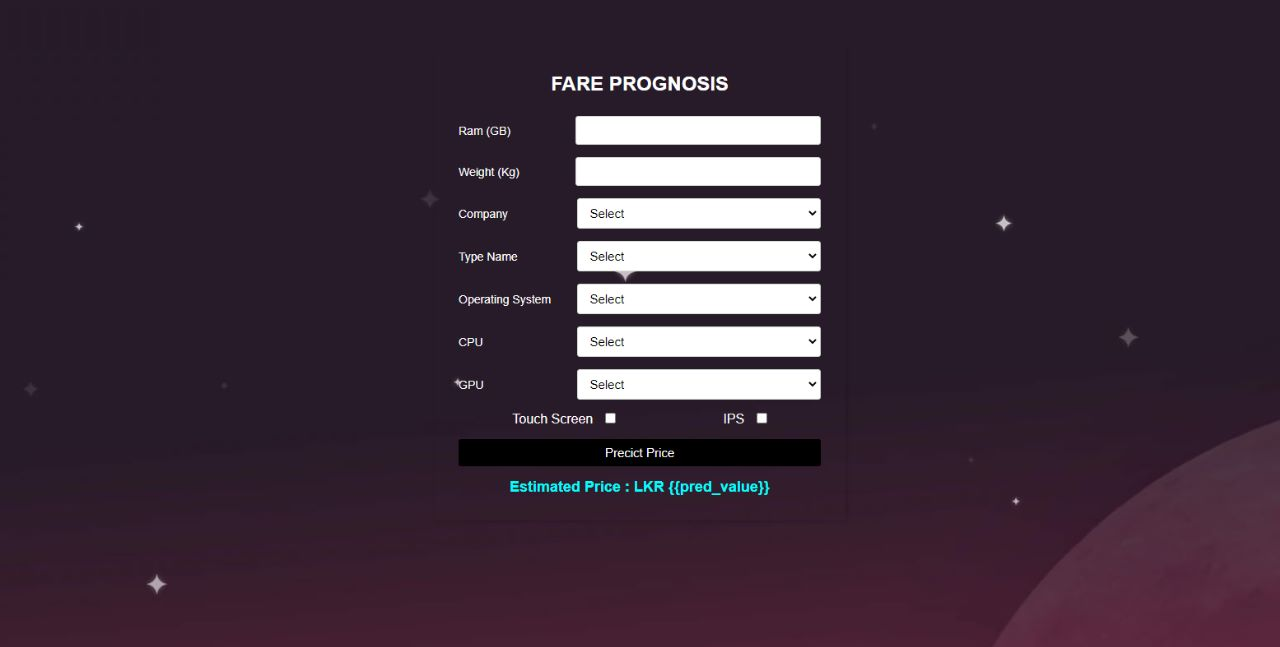 FARE PROGNOSIS
Ram (GB)
Weight (Kg)
Company Select
Type Name Select
Operating System Select
CPU Select
GPU Select
Touch Screen IPS
Precict Price
Estimated Price : LKR {{pred_value}}